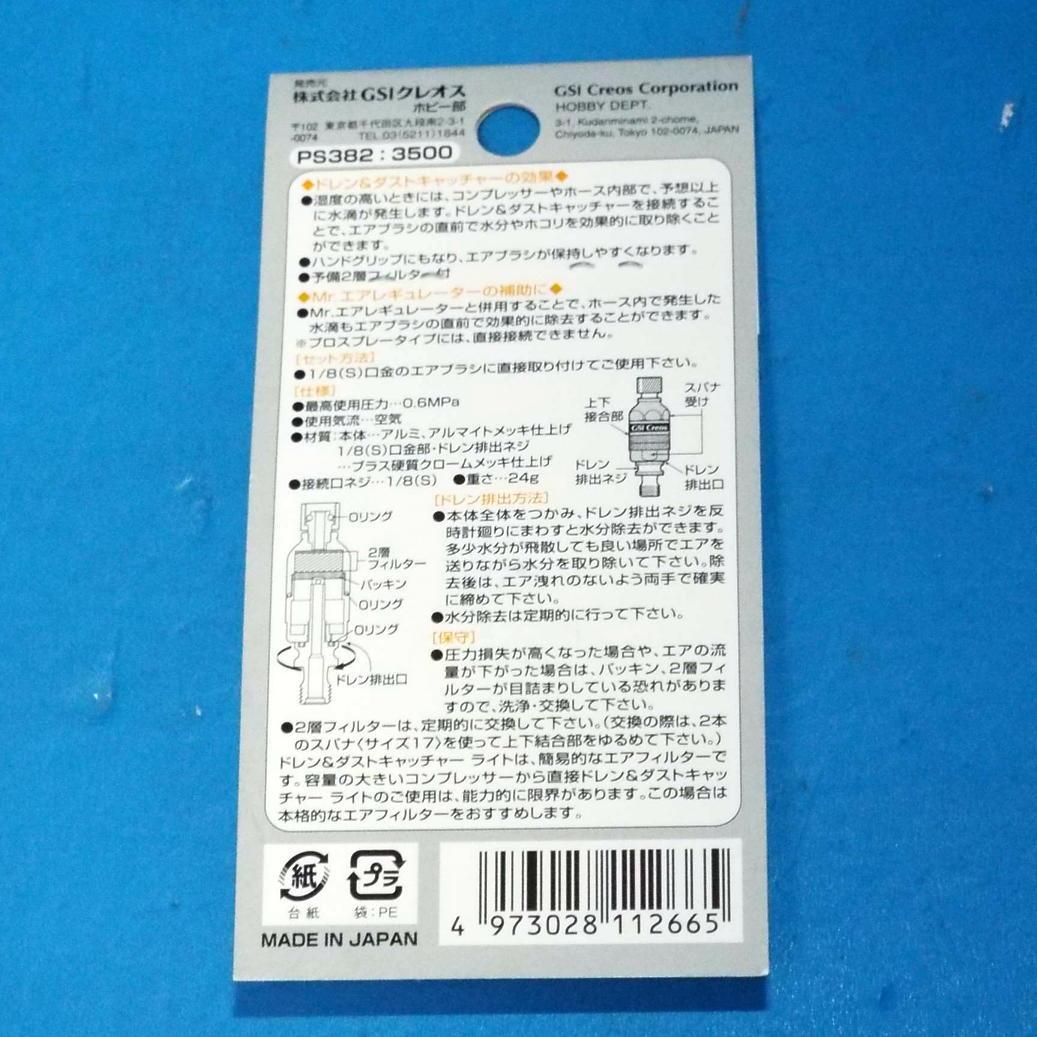 発売元
株式会社GSIクレオス
ホビー部
〒102-0074 東京都千代田区九段南2-3-1
TEL.03(5211)1844
GSI Creos Corporation
HOBBY DEPT.
3-1, Kudanminami 2-chome,
Chiyoda-ku, Tokyo 102-0074, JAPAN
PS382:3500
◆ドレン&ダストキャッチャーの効果◆
●湿度の高いときには、コンプレッサーやホース内部で、予想以上
に水滴が発生します。ドレン&ダストキャッチャーを接続するこ
とで、エアブラシの直前で水分やホコリを効果的に取り除くこと
ができます。
●ハンドグリップにもなり、エアブラシが保持しやすくなります。
●予備2層フィルター付
◆Mr.エアレギュレーターの補助に◆
●Mr.エアレギュレーターと併用することで、ホース内で発生した
水滴もエアブラシの直前で効果的に除去することができます。
※プロスプレータイプには、直接接続できません。
[セット方法]
●1/8(S)口金のエアブラシに直接取り付けてご使用下さい。
[仕様]
●最高使用圧力…0.6MPa
●使用気流…空気
●材質:本体…アルミ、アルマイトメッキ仕上げ
1/8(S)口金部・ドレン排出ネジ
…ブラス硬質クロームメッキ仕上げ
●接続口ネジ…1/8(S) ●重さ…24g
上下
接合部
スパナ
受け
GSI Creos
ドレン
排出ネジ
ドレン
排出口
Oリング
2層
フィルター
パッキン
Oリング
Oリング
ドレン排出口
[ドレン排出方法]
●本体全体をつかみ、ドレン排出ネジを反
時計廻りにまわすと水分除去ができます。
多少水分が飛散しても良い場所でエアを
送りながら水分を取り除いて下さい。除
去後は、エア洩れのないよう両手で確実
に締めて下さい。
●水分除去は定期的に行って下さい。
[保守]
●圧力損失が高くなった場合や、エアの流
量が下がった場合は、パッキン、2層フィ
ルターが目詰まりしている恐れがありま
すので、洗浄・交換して下さい。
●2層フィルターは、定期的に交換して下さい。(交換の際は、2本
のスパナ〈サイズ17〉を使って上下結合部をゆるめて下さい。)
ドレン&ダストキャッチャー ライトは、簡易的なエアフィルターで
す。容量の大きいコンプレッサーから直接ドレン&ダストキャッ
チャー ライトのご使用は、能力的に限界があります。この場合は
本格的なエアフィルターをおすすめします。
紙
台紙
プラ
袋:PE
MADE IN JAPAN
4 973028 112665